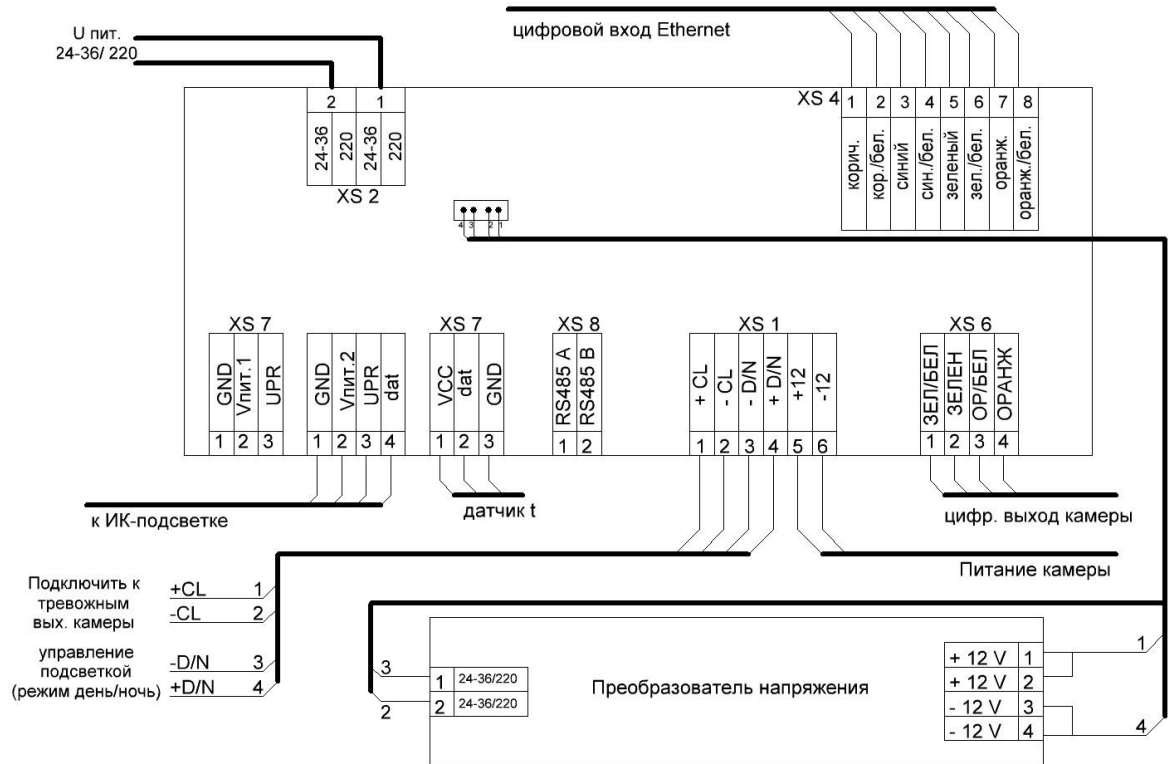 U пит.
24-36/ 220
цифровой вход Ethernet
2 1
24-36 220 24-36 220
XS 2
XS 4 1 2 3 4 5 6 7 8
корич. кор./бел. синий син./бел. зеленый зел./бел. оранж. оранж./бел.
4 3 2 1
XS 7
GND Vпит.1 UPR
1 2 3
GND Vпит.2 UPR dat
1 2 3 4
XS 7
VCC dat GND
1 2 3
XS 8
RS485 A RS485 B
1 2
XS 1
+ CL - CL - D/N + D/N +12 -12
1 2 3 4 5 6
XS 6
ЗЕЛ/БЕЛ ЗЕЛЕН ОР/БЕЛ ОРАНЖ
1 2 3 4
к ИК-подсветке
датчик t
цифр. выход камеры
Питание камеры
Подключить к
тревожным
вых. камеры
+CL 1
-CL 2
управление
подсветкой
(режим день/ночь)
-D/N 3
+D/N 4
3
2
1 24-36/220
2 24-36/220
Преобразователь напряжения
+ 12 V 1
+ 12 V 2
- 12 V 3
- 12 V 4
1
4